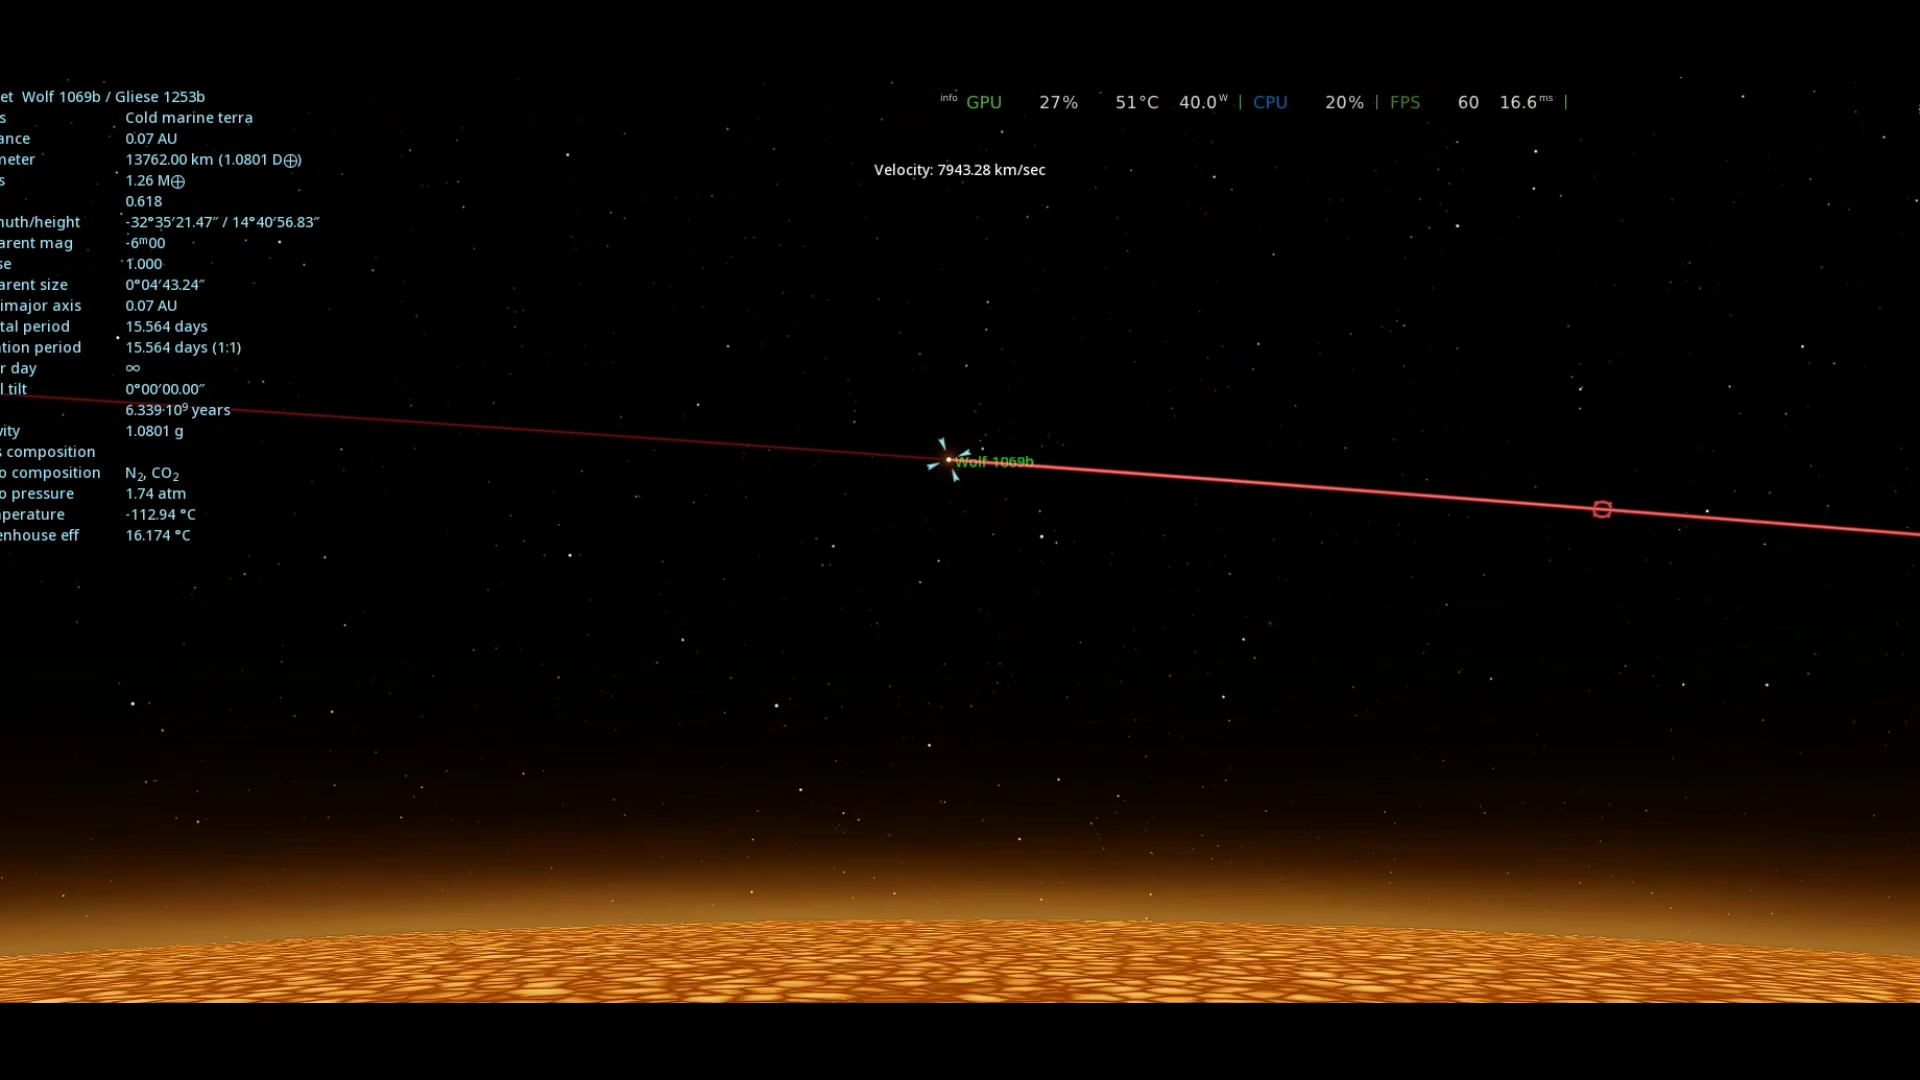 et Wolf 1069b / Gliese 1253b
s Cold marine terra
ance 0.07 AU
neter 13762.00 km (1.0801 D⊕)
s 1.26 M⊕
0.618
nuth/height -32°35′21.47″ / 14°40′56.83″
arent mag -6ᵐ00
se 1.000
arent size 0°04′43.24″
imajor axis 0.07 AU
tal period 15.564 days
ation period 15.564 days (1:1)
r day ∞
l tilt 0°00′00.00″
6.339·10⁹ years
vity 1.0801 g
s composition
o composition N₂, CO₂
o pressure 1.74 atm
nperature -112.94 °C
enhouse eff 16.174 °C
info GPU 27% 51°C 40.0W | CPU 20% | FPS 60 16.6ms |
Velocity: 7943.28 km/sec
Wolf 1069b